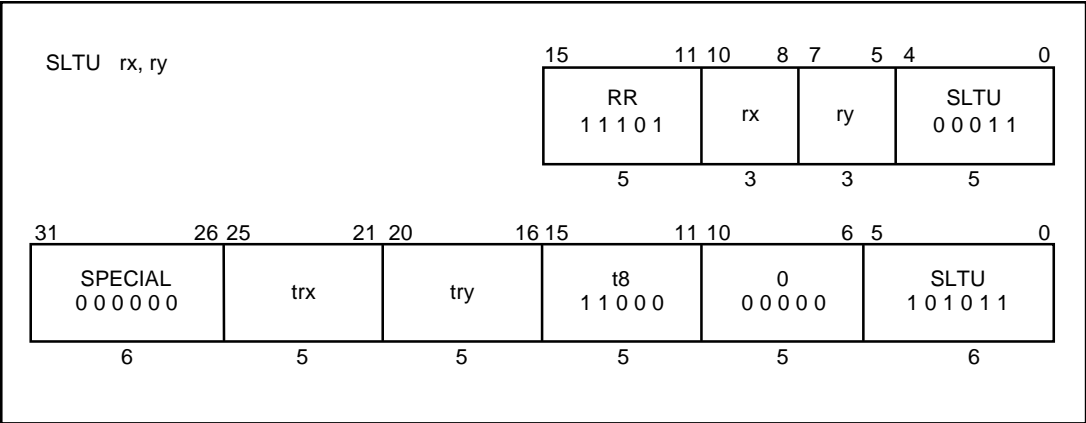 SLTU rx, ry
15 11 10 8 7 5 4 0
RR rx ry SLTU
1 1 1 0 1 0 0 0 1 1
5 3 3 5
31 26 25 21 20 16 15 11 10 6 5 0
SPECIAL trx try t8 0 SLTU
0 0 0 0 0 0 1 1 0 0 0 0 0 0 0 0 1 0 1 0 1 1
6 5 5 5 5 6